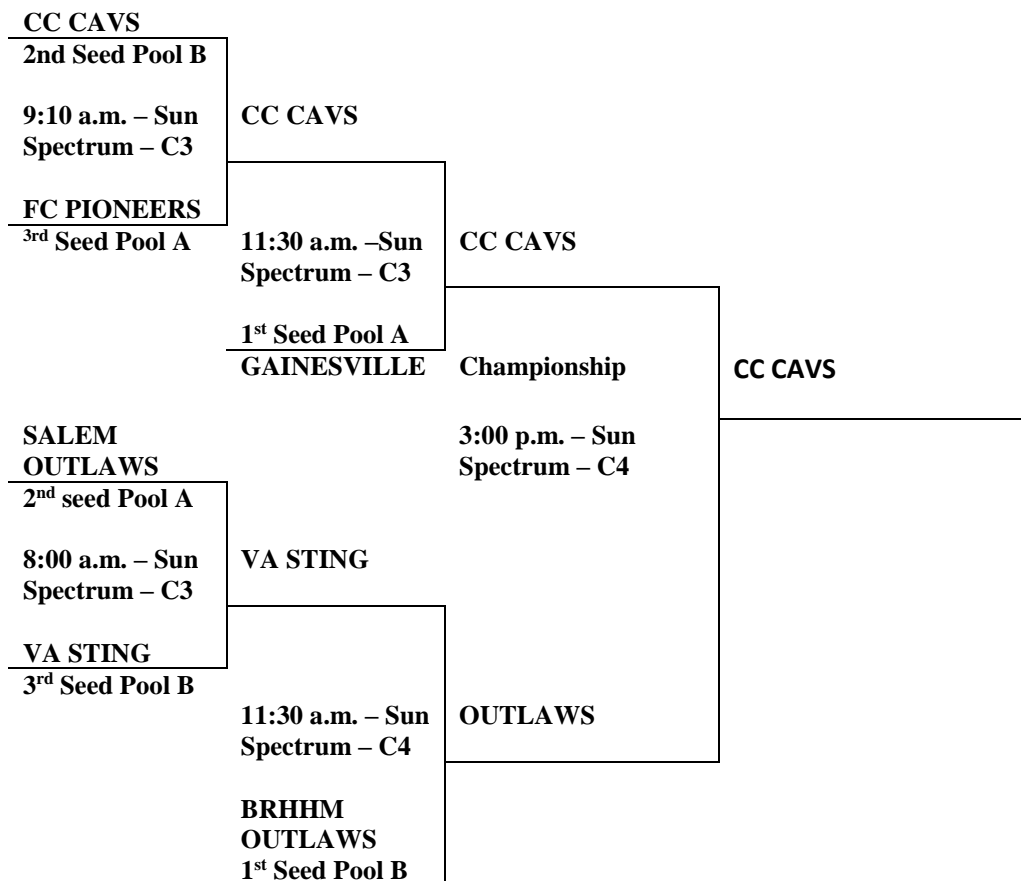 CC CAVS
2nd Seed Pool B
9:10 a.m. – Sun
Spectrum – C3
CC CAVS
FC PIONEERS
3rd Seed Pool A
11:30 a.m. –Sun
Spectrum – C3
CC CAVS
1st Seed Pool A
GAINESVILLE
Championship
CC CAVS
3:00 p.m. – Sun
Spectrum – C4
SALEM
OUTLAWS
2nd seed Pool A
8:00 a.m. – Sun
Spectrum – C3
VA STING
VA STING
3rd Seed Pool B
11:30 a.m. – Sun
Spectrum – C4
OUTLAWS
BRHHM
OUTLAWS
1st Seed Pool B